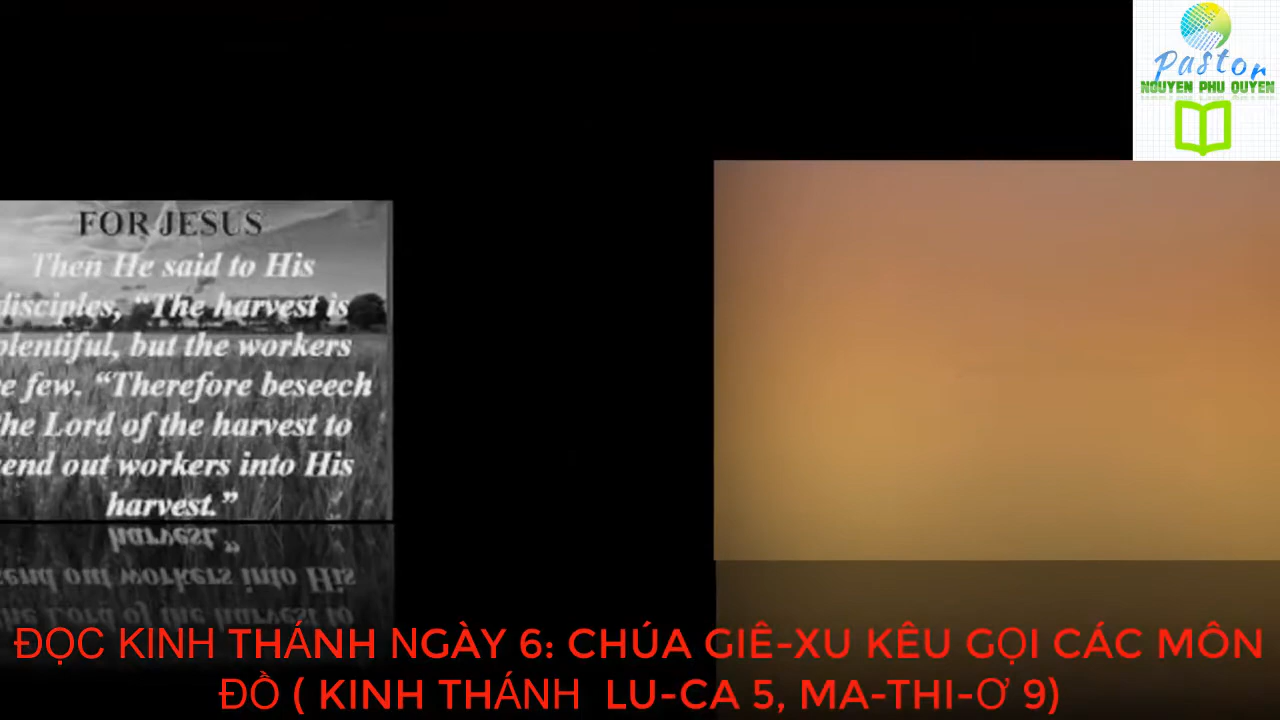 Pastor
NGUYEN PHU QUYEN
FOR JESUS
Then He said to His
disciples, “The harvest is
plentiful, but the workers
few. “Therefore beseech
the Lord of the harvest to
send out workers into His
harvest.”
ĐỌC KINH THÁNH NGÀY 6: CHÚA GIÊ-XU KÊU GỌI CÁC MÔN
ĐỒ ( KINH THÁNH LU-CA 5, MA-THI-Ơ 9)